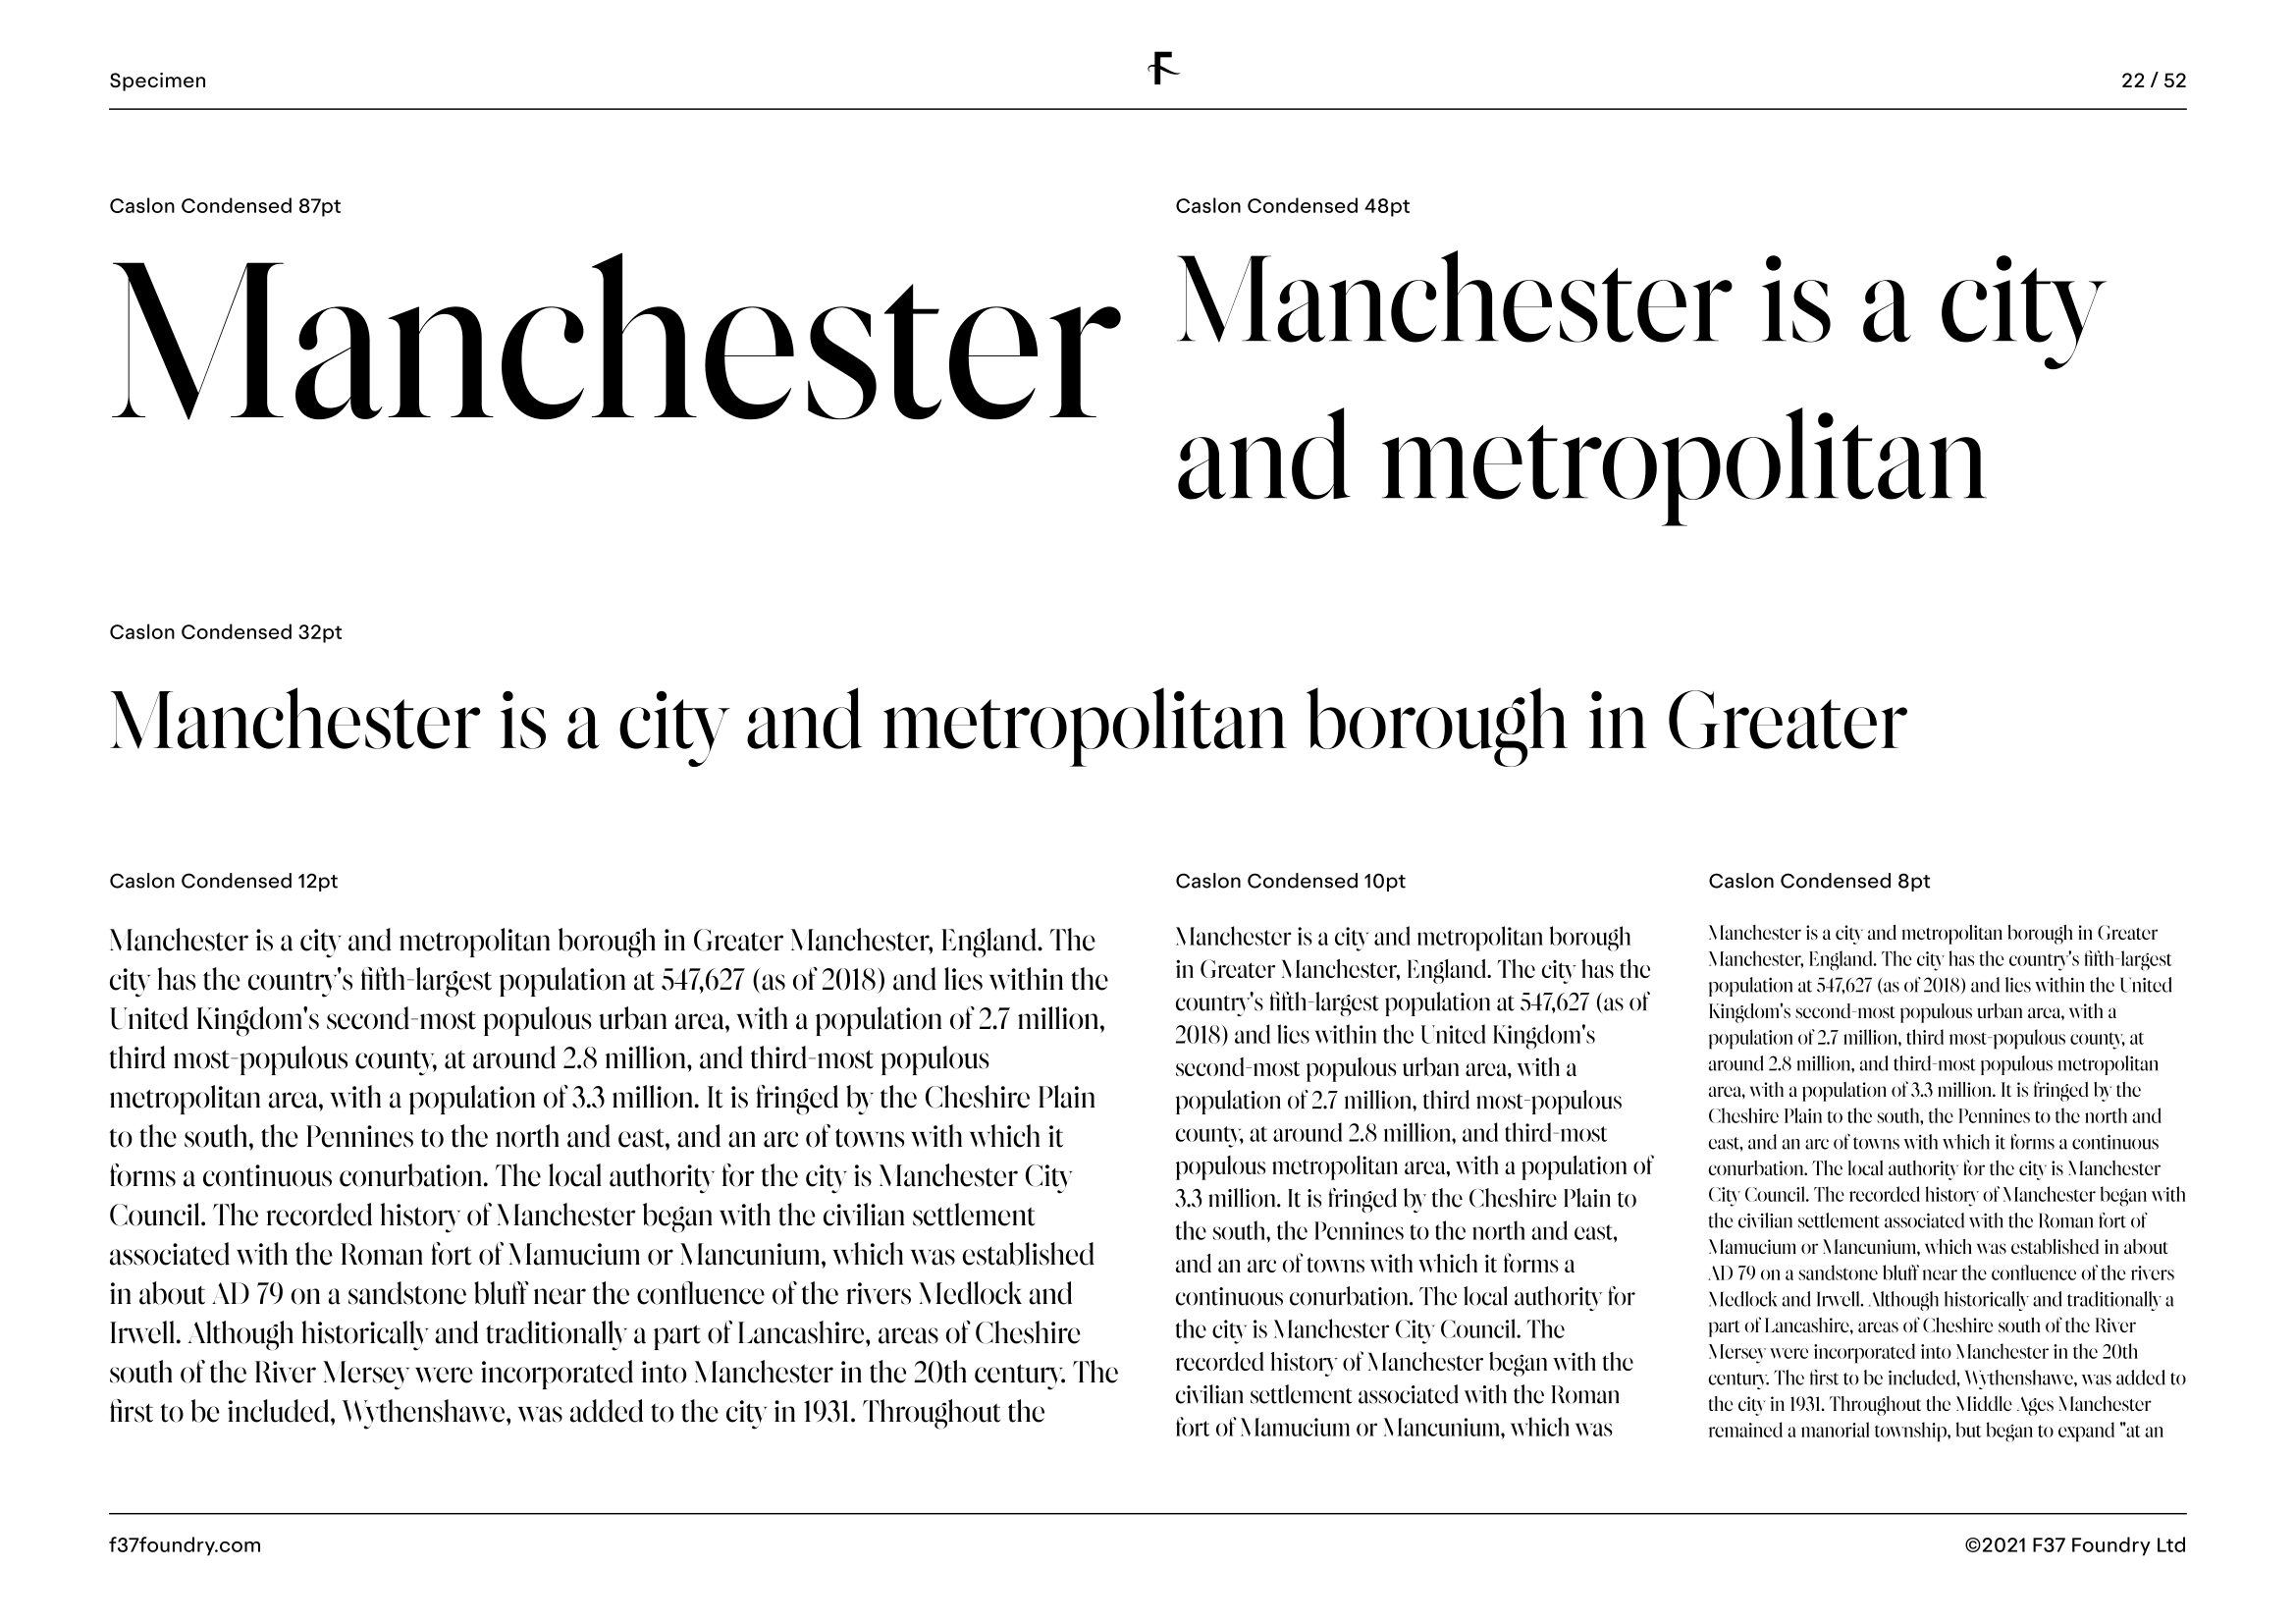 Specimen
F
22 / 52
Caslon Condensed 87pt
Manchester
Caslon Condensed 48pt
Manchester is a city
and metropolitan
Caslon Condensed 32pt
Manchester is a city and metropolitan borough in Greater
Caslon Condensed 12pt
Manchester is a city and metropolitan borough in Greater Manchester, England. The
city has the country's fifth-largest population at 547,627 (as of 2018) and lies within the
United Kingdom's second-most populous urban area, with a population of 2.7 million,
third most-populous county, at around 2.8 million, and third-most populous
metropolitan area, with a population of 3.3 million. It is fringed by the Cheshire Plain
to the south, the Pennines to the north and east, and an arc of towns with which it
forms a continuous conurbation. The local authority for the city is Manchester City
Council. The recorded history of Manchester began with the civilian settlement
associated with the Roman fort of Mamucium or Mancunium, which was established
in about AD 79 on a sandstone bluff near the confluence of the rivers Medlock and
Irwell. Although historically and traditionally a part of Lancashire, areas of Cheshire
south of the River Mersey were incorporated into Manchester in the 20th century. The
first to be included, Wythenshawe, was added to the city in 1931. Throughout the
Caslon Condensed 10pt
Manchester is a city and metropolitan borough
in Greater Manchester, England. The city has the
country's fifth-largest population at 547,627 (as of
2018) and lies within the United Kingdom's
second-most populous urban area, with a
population of 2.7 million, third most-populous
county, at around 2.8 million, and third-most
populous metropolitan area, with a population of
3.3 million. It is fringed by the Cheshire Plain to
the south, the Pennines to the north and east,
and an arc of towns with which it forms a
continuous conurbation. The local authority for
the city is Manchester City Council. The
recorded history of Manchester began with the
civilian settlement associated with the Roman
fort of Mamucium or Mancunium, which was
Caslon Condensed 8pt
Manchester is a city and metropolitan borough in Greater
Manchester, England. The city has the country's fifth-largest
population at 547,627 (as of 2018) and lies within the United
Kingdom's second-most populous urban area, with a
population of 2.7 million, third most-populous county, at
around 2.8 million, and third-most populous metropolitan
area, with a population of 3.3 million. It is fringed by the
Cheshire Plain to the south, the Pennines to the north and
east, and an arc of towns with which it forms a continuous
conurbation. The local authority for the city is Manchester
City Council. The recorded history of Manchester began with
the civilian settlement associated with the Roman fort of
Mamucium or Mancunium, which was established in about
AD 79 on a sandstone bluff near the confluence of the rivers
Medlock and Irwell. Although historically and traditionally a
part of Lancashire, areas of Cheshire south of the River
Mersey were incorporated into Manchester in the 20th
century. The first to be included, Wythenshawe, was added to
the city in 1931. Throughout the Middle Ages Manchester
remained a manorial township, but began to expand "at an
f37foundry.com
©2021 F37 Foundry Ltd